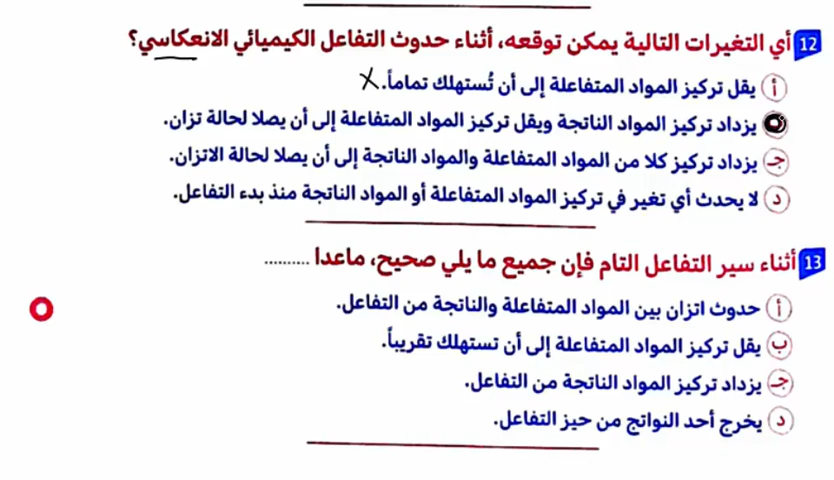 12 أي التغيرات التالية يمكن توقعه، أثناء حدوث التفاعل الكيميائي الانعكاسي؟
أ يقل تركيز المواد المتفاعلة إلى أن تُستهلك تماماً.
يزداد تركيز المواد الناتجة ويقل تركيز المواد المتفاعلة إلى أن يصلا لحالة تزان.
جـ يزداد تركيز كلا من المواد المتفاعلة والمواد الناتجة إلى أن يصلا لحالة الاتزان.
د لا يحدث أي تغير في تركيز المواد المتفاعلة أو المواد الناتجة منذ بدء التفاعل.
13 أثناء سير التفاعل التام فإن جميع ما يلي صحيح، ماعدا ..........
أ حدوث اتزان بين المواد المتفاعلة والناتجة من التفاعل.
ب يقل تركيز المواد المتفاعلة إلى أن تستهلك تقريباً.
جـ يزداد تركيز المواد الناتجة من التفاعل.
د يخرج أحد النواتج من حيز التفاعل.